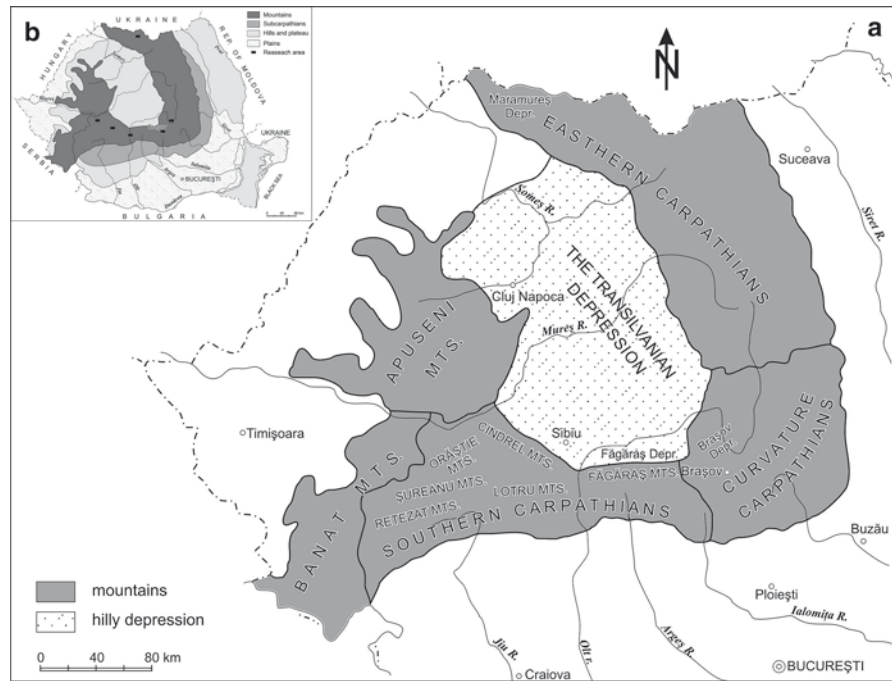 b
UKRAINE
HUNGARY
REP. OF MOLDOVA
SERBIA
UKRAINE
BUCUREŞTI
BLACK SEA
BULGARIA
Mountains
Subcarpathians
Hills and plateau
Plains
Reaseach area
a
N
Maramureş
Depr.
EASTHERN CARPATHIANS
Suceava
Siret R.
Someş R.
Cluj Napoca
THE TRANSILVANIAN
DEPRESSION
Mureş R.
APUSENI
MTS.
Timişoara
Sibiu
CINDREL MTS.
ORĂŞTIE
MTS.
ŞUREANU MTS.
LOTRU MTS.
RETEZAT MTS.
SOUTHERN CARPATHIANS
BANAT MTS.
Făgăraş Depr.
FĂGĂRAŞ MTS.
Braşov
Depr.
Braşov
CURVATURE
CARPATHIANS
Buzău
Ploieşti
Ialomiţa R.
Jiu R.
Olt r.
Argeş R.
Craiova
BUCUREŞTI
mountains
hilly depression
0 40 80 km